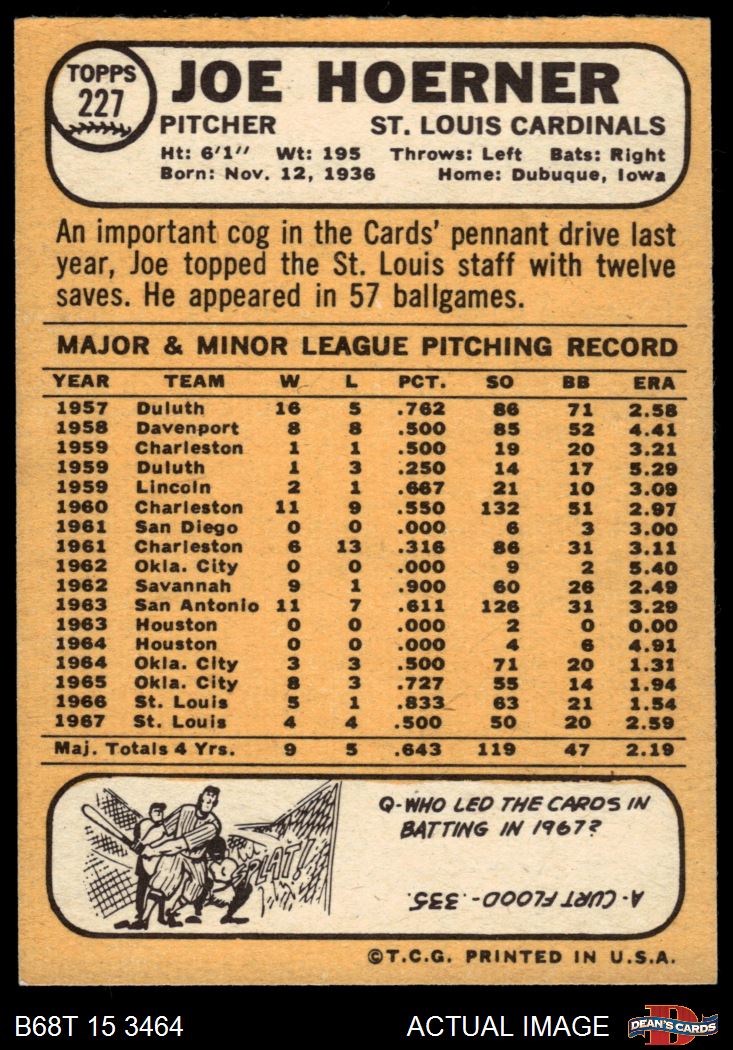 TOPPS
227
JOE HOERNER
PITCHER ST. LOUIS CARDINALS
Ht: 6'1" Wt: 195 Throws: Left Bats: Right
Born: Nov. 12, 1936 Home: Dubuque, Iowa
An important cog in the Cards' pennant drive last
year, Joe topped the St. Louis staff with twelve
saves. He appeared in 57 ballgames.
MAJOR & MINOR LEAGUE PITCHING RECORD
YEAR TEAM W L PCT. SO BB ERA
1957 Duluth 16 5 .762 86 71 2.58
1958 Davenport 8 8 .500 85 52 4.41
1959 Charleston 1 1 .500 19 20 3.21
1959 Duluth 1 3 .250 14 17 5.29
1959 Lincoln 2 1 .667 21 10 3.09
1960 Charleston 11 9 .550 132 51 2.97
1961 San Diego 0 0 .000 6 3 3.00
1961 Charleston 6 13 .316 86 31 3.11
1962 Okla. City 0 0 .000 9 2 5.40
1962 Savannah 9 1 .900 60 26 2.49
1963 San Antonio 11 7 .611 126 31 3.29
1963 Houston 0 0 .000 2 0 0.00
1964 Houston 0 0 .000 4 6 4.91
1964 Okla. City 3 3 .500 71 20 1.31
1965 Okla. City 8 3 .727 55 14 1.94
1966 St. Louis 5 1 .833 63 21 1.54
1967 St. Louis 4 4 .500 50 20 2.59
Maj. Totals 4 Yrs. 9 5 .643 119 47 2.19
SPLAT!
Q-WHO LED THE CARDS IN
BATTING IN 1967?
A-CURT FLOOD-.335.
©T.C.G. PRINTED IN U.S.A.
B68T 15 3464 ACTUAL IMAGE D DEAN'S CARDS